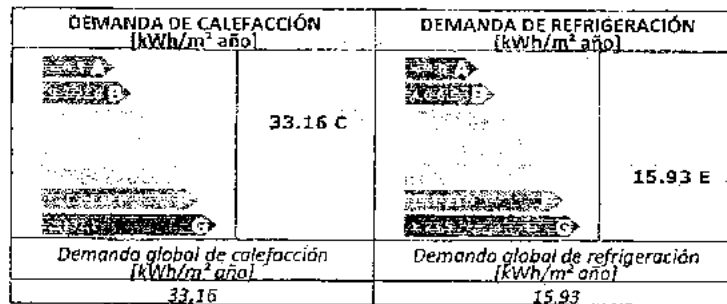 DEMANDA DE CALEFACCIÓN
[kWh/m² año]
DEMANDA DE REFRIGERACIÓN
[kWh/m² año]
A
B
33.16 C
G
A
B
15.93 E
G
Demanda global de calefacción
[kWh/m² año]
Demanda global de refrigeración
[kWh/m² año]
33,16
15,93